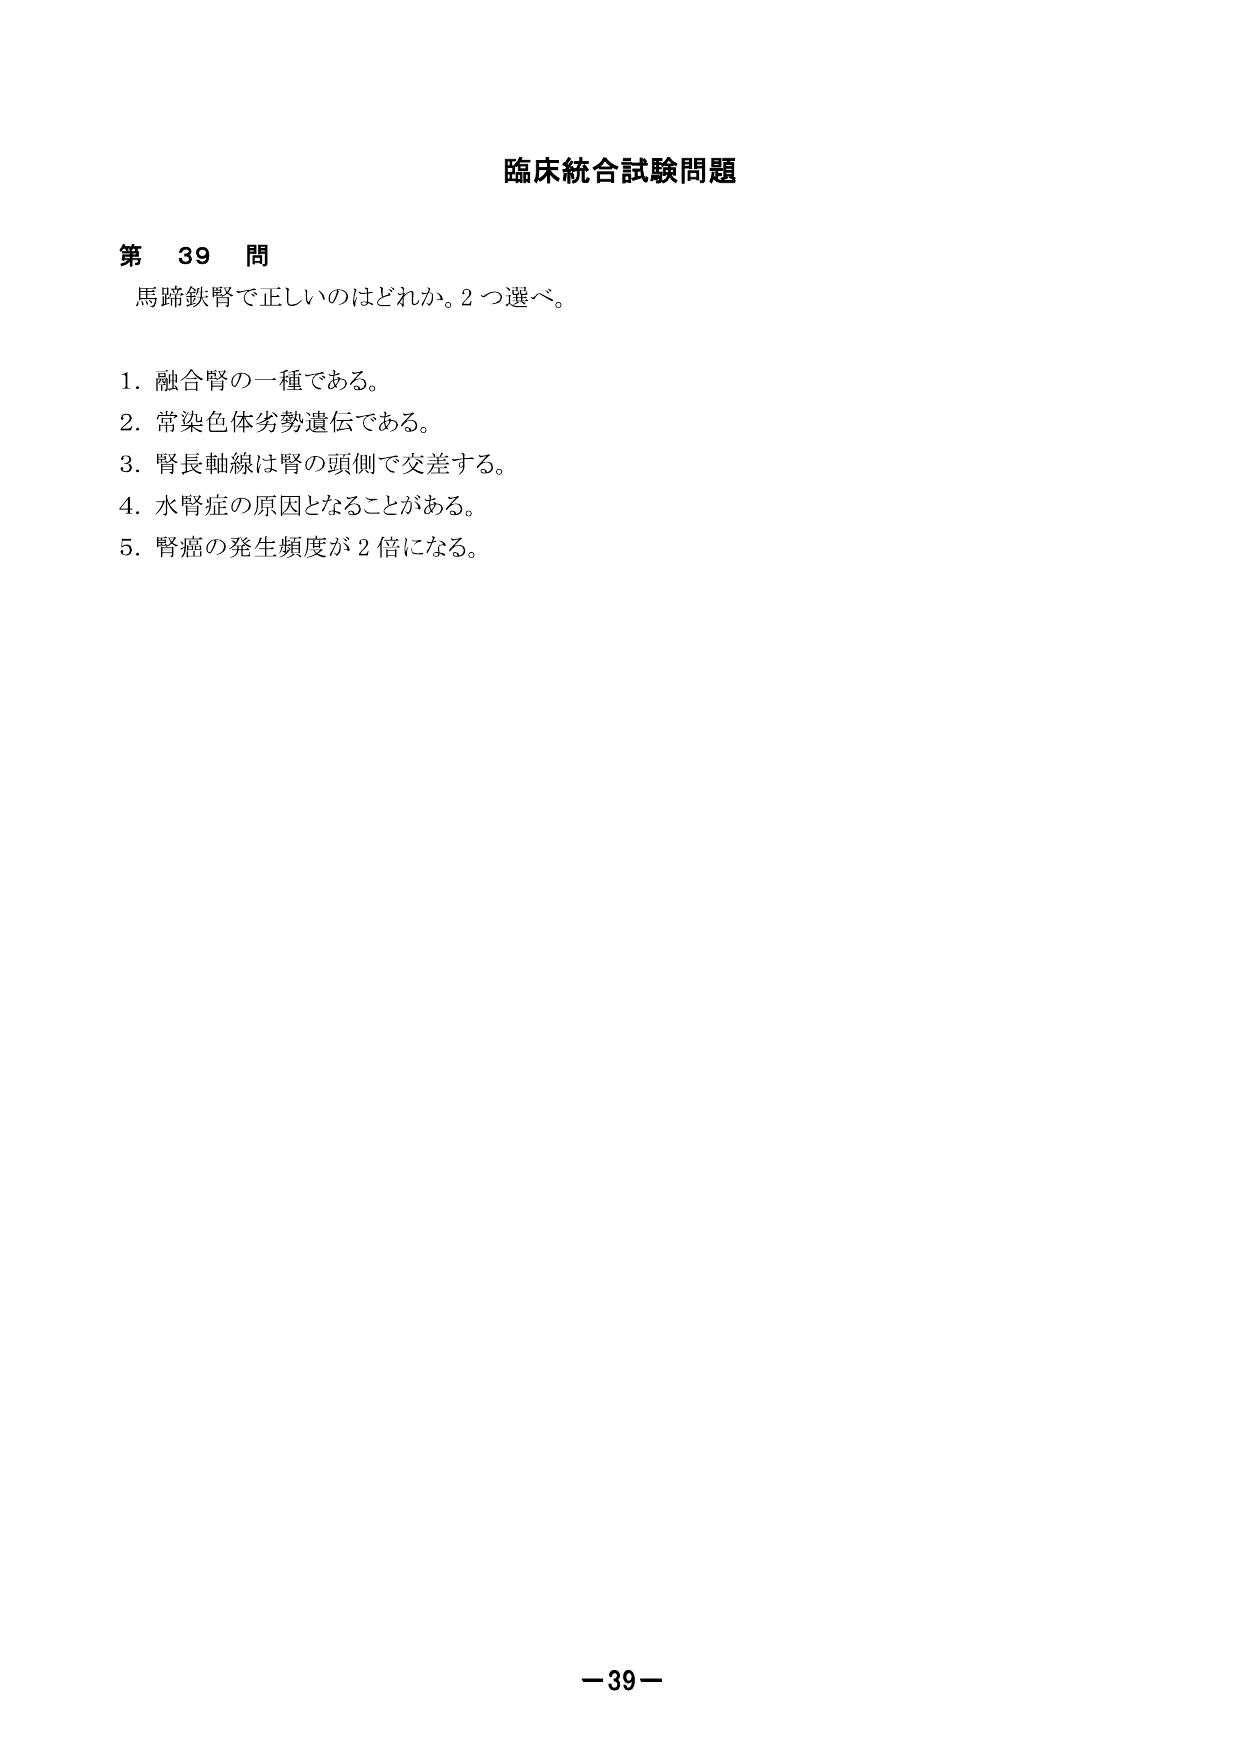 臨床統合試験問題
第 39 問
馬蹄鉄腎で正しいのはどれか。2つ選べ。
1. 融合腎の一種である。
2. 常染色体劣勢遺伝である。
3. 腎長軸線は腎の頭側で交差する。
4. 水腎症の原因となることがある。
5. 腎癌の発生頻度が2倍になる。
－39－